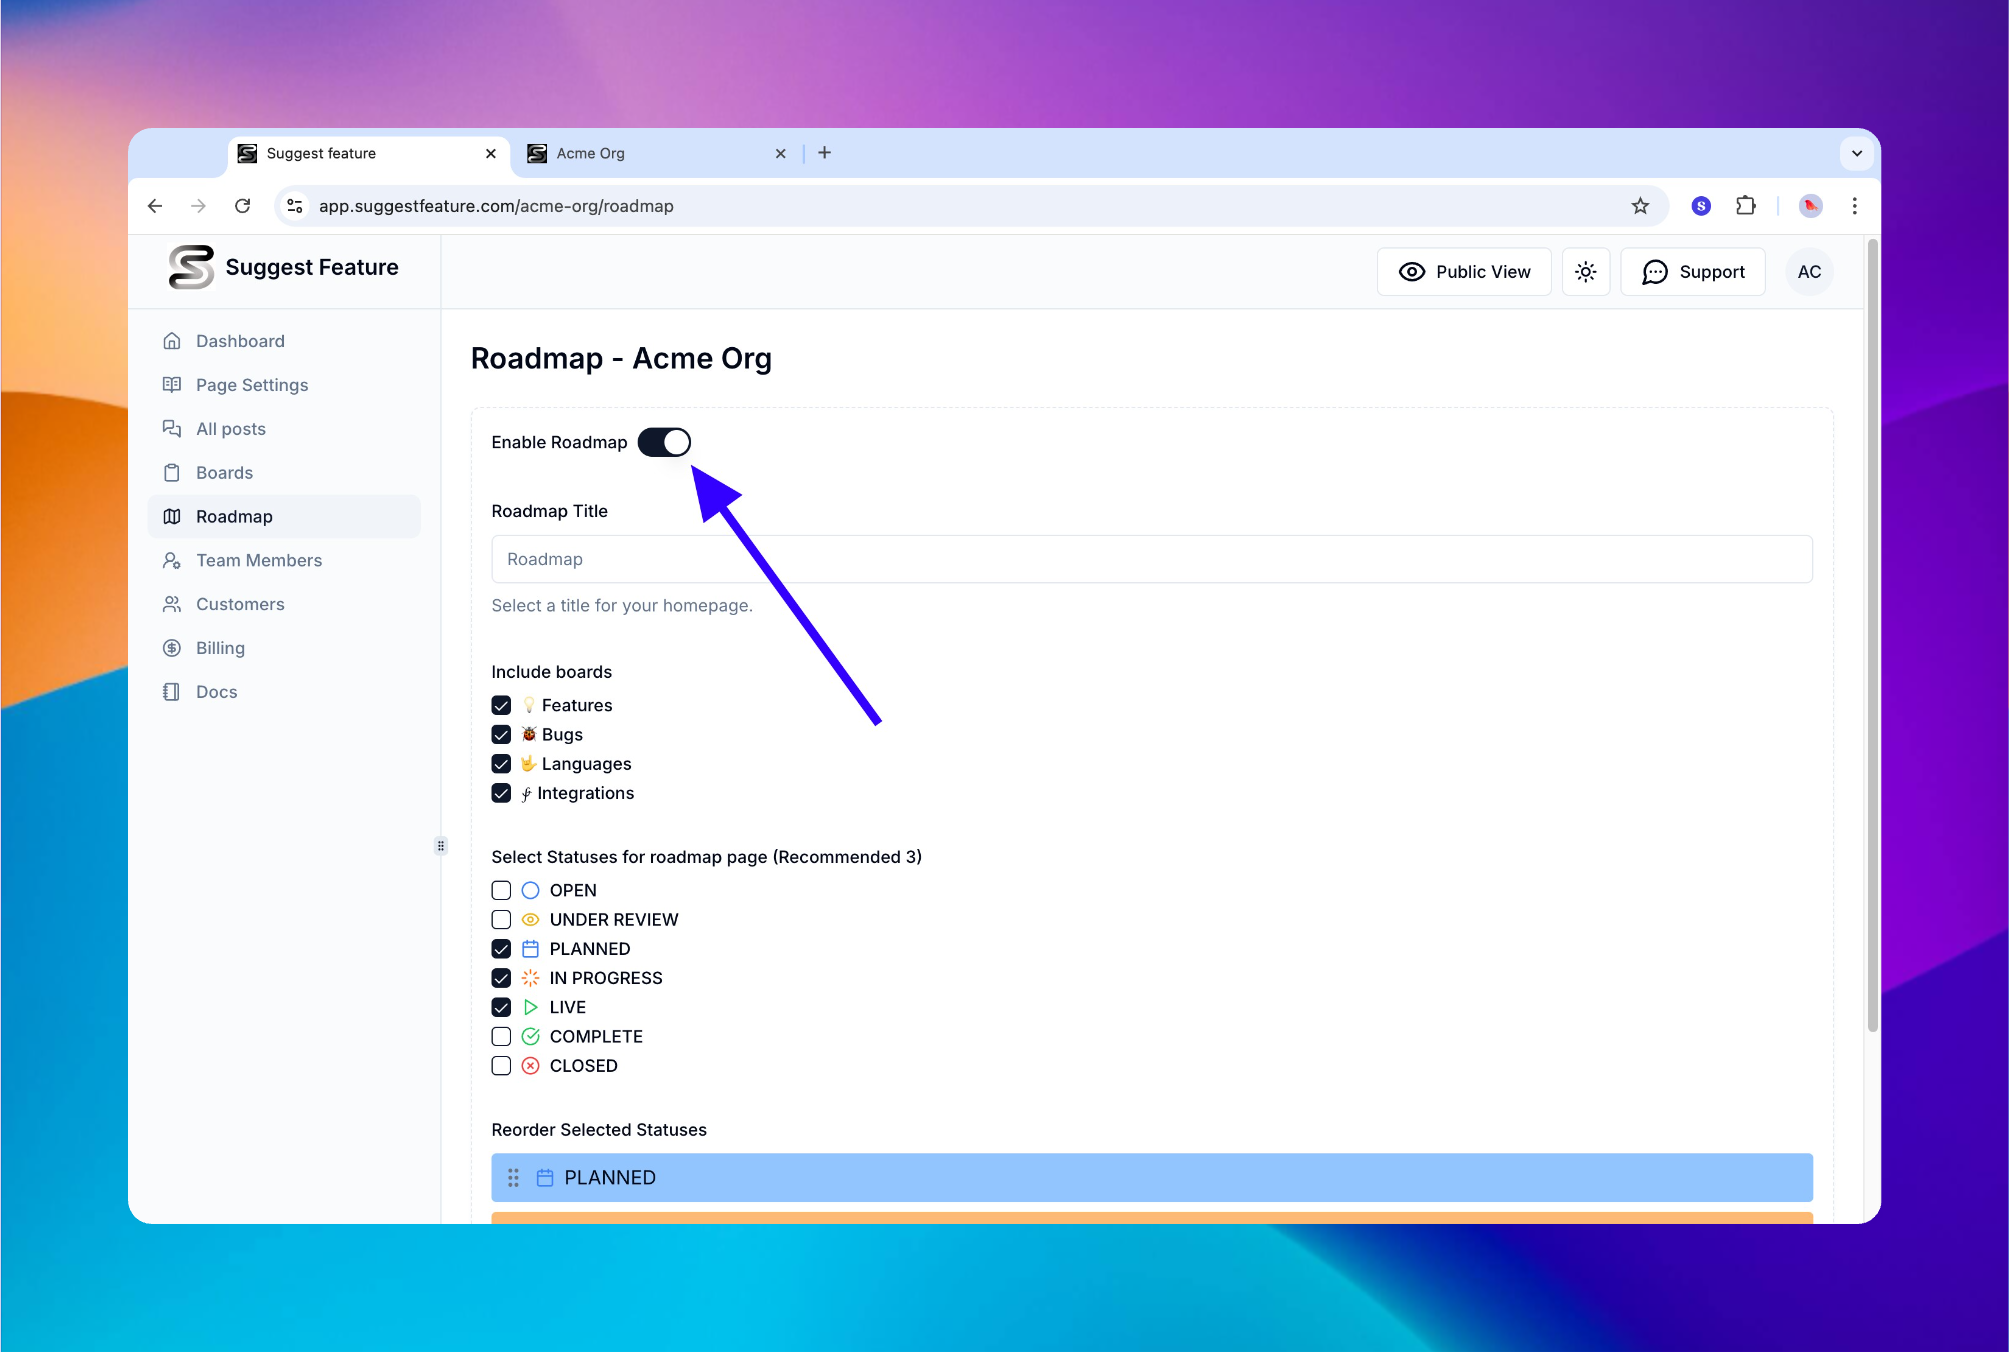 Suggest feature
Acme Org
app.suggestfeature.com/acme-org/roadmap
S
Suggest Feature
Public View
Support
AC
Dashboard
Page Settings
All posts
Boards
Roadmap
Team Members
Customers
Billing
Docs
Roadmap - Acme Org
Enable Roadmap
Roadmap Title
Roadmap
Select a title for your homepage.
Include boards
💡 Features
🐞 Bugs
🤟 Languages
∱ Integrations
Select Statuses for roadmap page (Recommended 3)
OPEN
UNDER REVIEW
PLANNED
IN PROGRESS
LIVE
COMPLETE
CLOSED
Reorder Selected Statuses
PLANNED